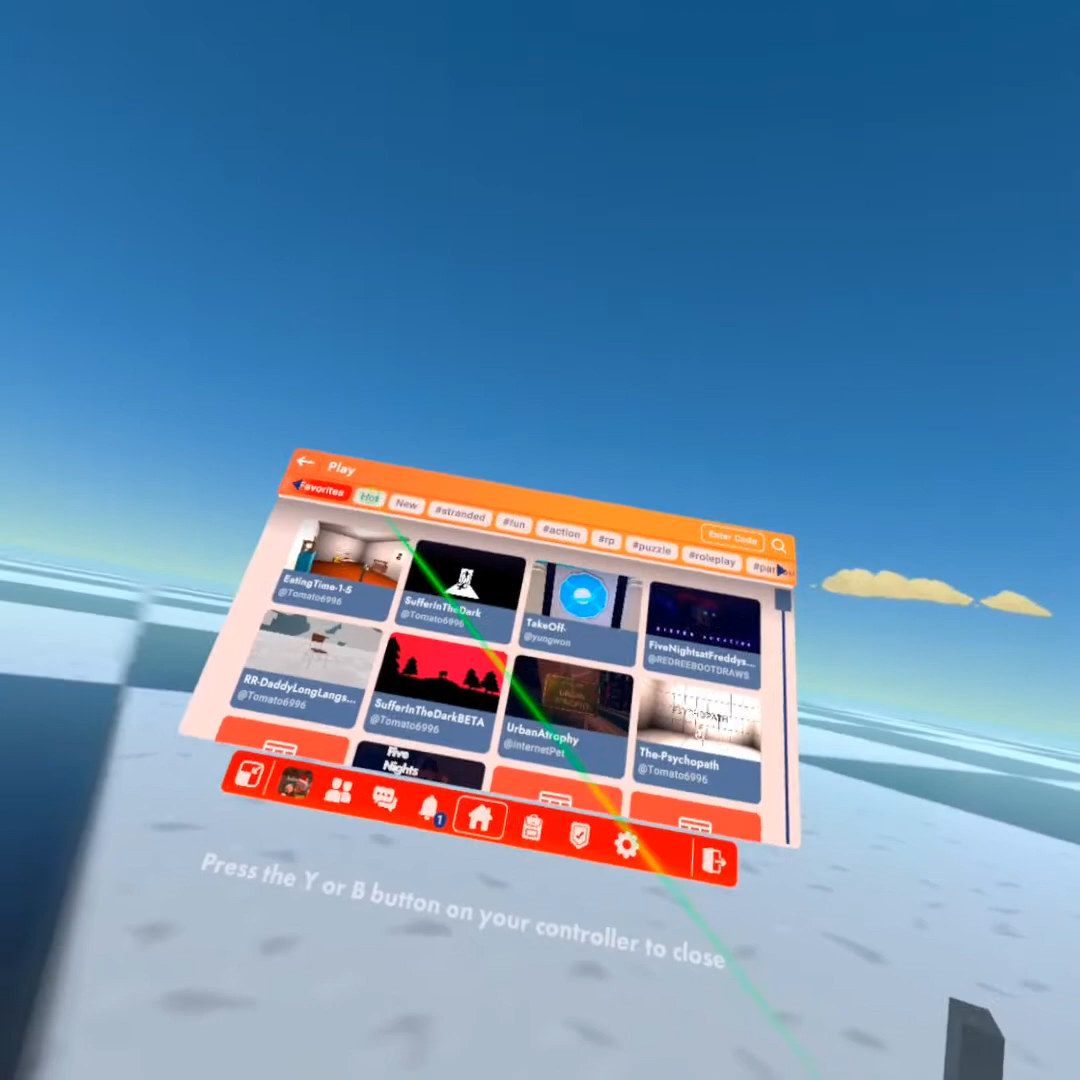 Play
Enter Code
Favorites
Hot
New
#stranded
#fun
#action
#rp
#puzzle
#roleplay
EatingTime-1-5
@Tomato6996
SufferInTheDark
@Tomato6996
TakeOff-
@yungwon
FiveNightsatFreddys...
@REDREEBOOTDRAWS
RR-DaddyLongLangs...
@Tomato6996
SufferInTheDarkBETA
@Tomato6996
UrbanAtrophy
@InternetPet
PSYCHOPATH
The-Psychopath
@Tomato6996
Five
Nights
1
Press the Y or B button on your controller to close